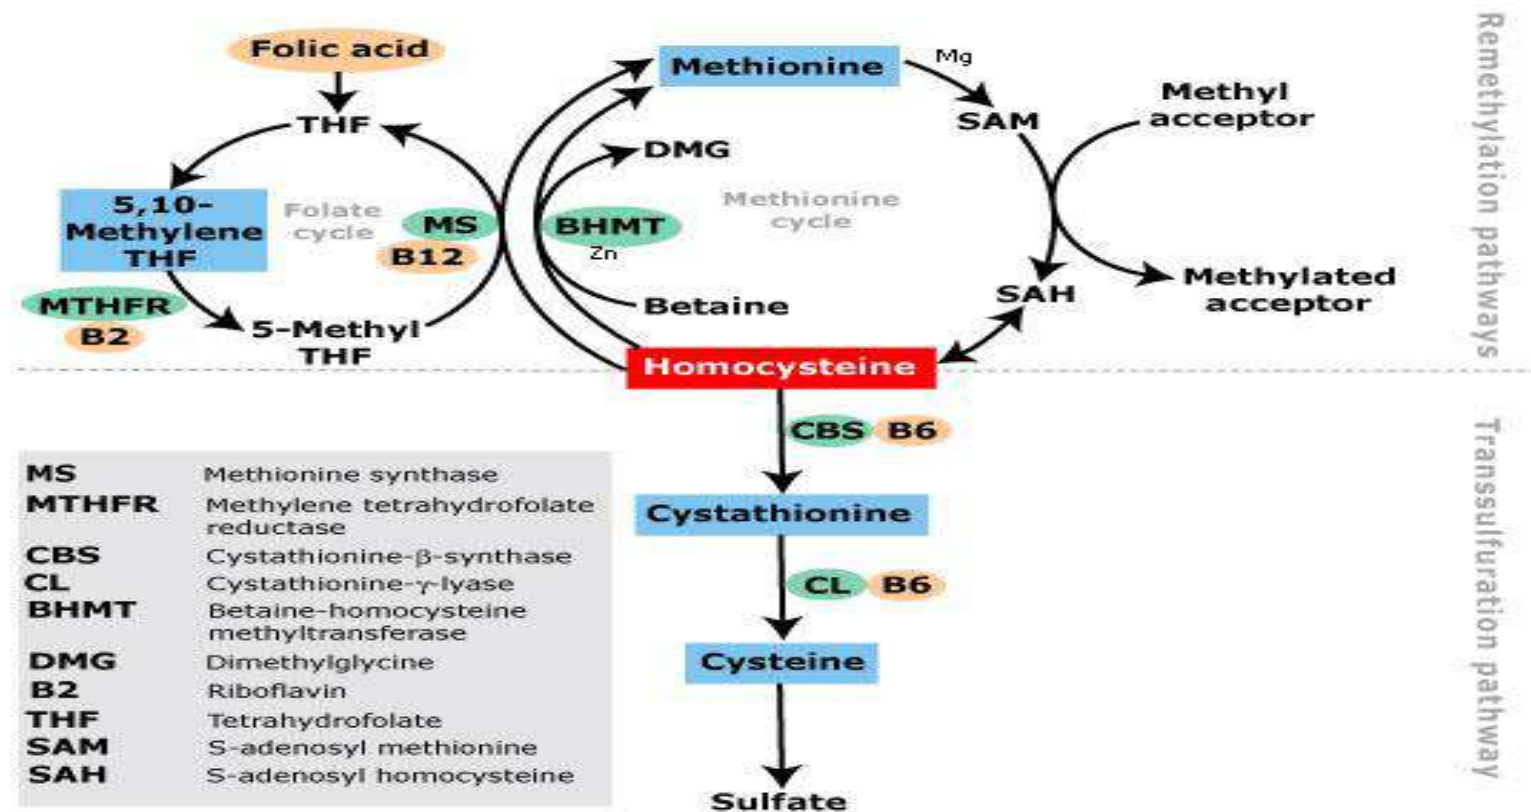 Folic acid
THF
5,10-
Methylene
THF
Folate
cycle
MS
B12
MTHFR
B2
5-Methyl
THF
Methionine
Mg
SAM
Methyl
acceptor
DMG
Methionine
cycle
BHMT
Zn
Betaine
SAH
Methylated
acceptor
Homocysteine
Remethylation pathways
CBS B6
Cystathionine
CL B6
Cysteine
Sulfate
Transsulfuration pathway
MS Methionine synthase
MTHFR Methylene tetrahydrofolate
reductase
CBS Cystathionine-β-synthase
CL Cystathionine-γ-lyase
BHMT Betaine-homocysteine
methyltransferase
DMG Dimethylglycine
B2 Riboflavin
THF Tetrahydrofolate
SAM S-adenosyl methionine
SAH S-adenosyl homocysteine